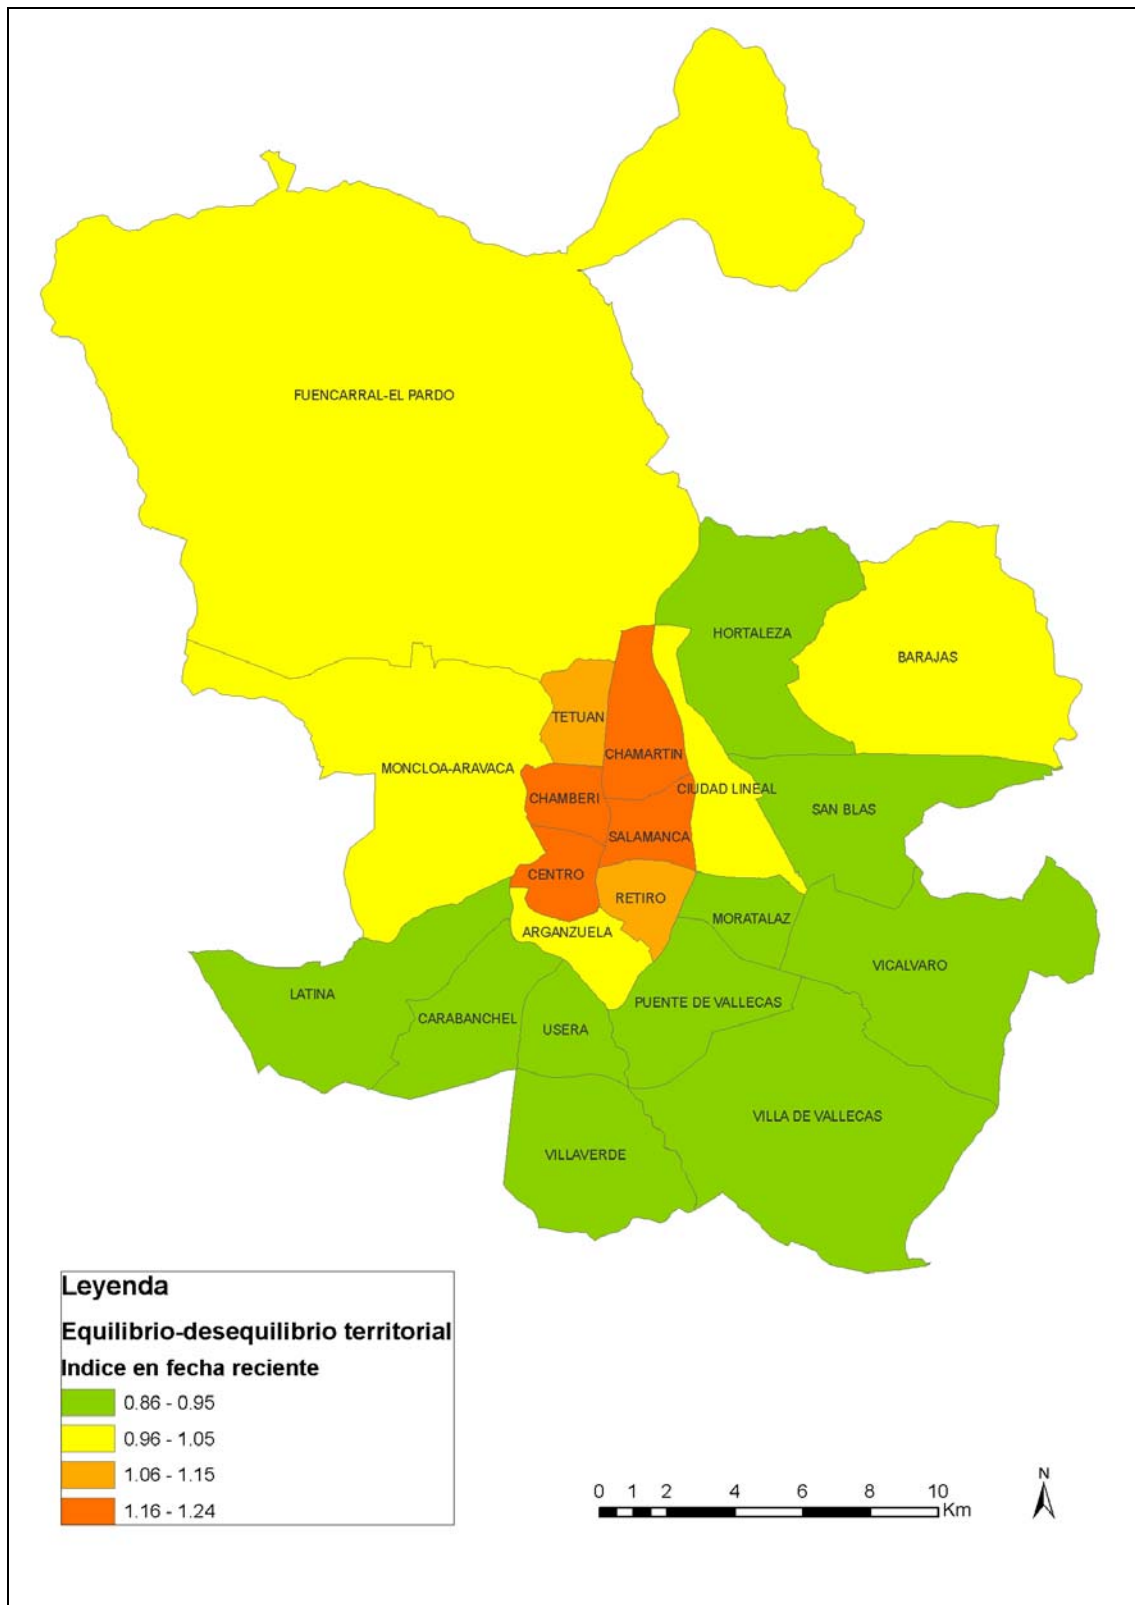 FUENCARRAL-EL PARDO
HORTALEZA
BARAJAS
TETUAN
CHAMARTIN
MONCLOA-ARAVACA
CIUDAD LINEAL
CHAMBERI
SAN BLAS
SALAMANCA
CENTRO
RETIRO
MORATALAZ
ARGANZUELA
VICALVARO
LATINA
PUENTE DE VALLECAS
CARABANCHEL
USERA
VILLA DE VALLECAS
VILLAVERDE
Leyenda
Equilibrio-desequilibrio territorial
Indice en fecha reciente
0.86 - 0.95
0.96 - 1.05
1.06 - 1.15
1.16 - 1.24
0 1 2 4 6 8 10
Km
N